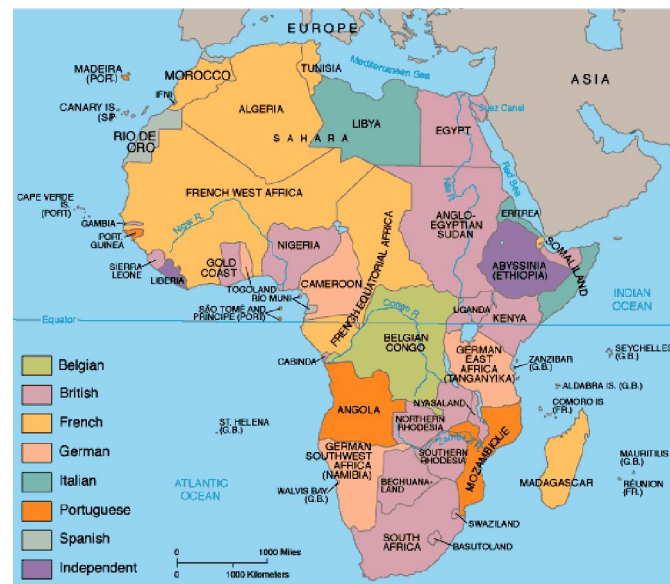 EUROPE
ASIA
MADEIRA
(PORT.)
MOROCCO
TUNISIA
Mediterranean Sea
IFNI
CANARY IS.
ALGERIA
LIBYA
EGYPT
Suez Canal
RIO DE
ORO
SAHARA
Red Sea
Nile R.
CAPE VERDE
IS.
(PORT)
FRENCH WEST AFRICA
ANGLO-
EGYPTIAN
SUDAN
ERITREA
GAMBIA
PORT.
GUINEA
Niger R.
NIGERIA
FRENCH EQUATORIAL AFRICA
SOMALILAND
SIERRA
LEONE
LIBERIA
GOLD
COAST
TOGOLAND
CAMEROON
ABYSSINIA
(ETHIOPIA)
RIO MUNI
SÃO TOMÉ AND
PRINCIPE (PORT)
Congo R.
UGANDA
KENYA
INDIAN
OCEAN
Equator
CABINDA
BELGIAN
CONGO
GERMAN
EAST
AFRICA
(TANGANYIKA)
ZANZIBAR
(G.B.)
SEYCHELLES
(G.B.)
ALDABRA IS. (G.B.)
COMORO IS
(FR.)
ST. HELENA
(G.B.)
ANGOLA
NYASALAND
NORTHERN
RHODESIA
Zambezi R.
GERMAN
SOUTHWEST
AFRICA
(NAMIBIA)
SOUTHERN
RHODESIA
MOZAMBIQUE
MADAGASCAR
MAURITIUS
(G.B.)
RÉUNION
(FR.)
WALVIS BAY
(G.B.)
BECHUANA-
LAND
ATLANTIC
OCEAN
SWAZILAND
SOUTH
AFRICA
BASUTOLAND
Belgian
British
French
German
Italian
Portuguese
Spanish
Independent
0 1000 Miles
0 1000 Kilometers